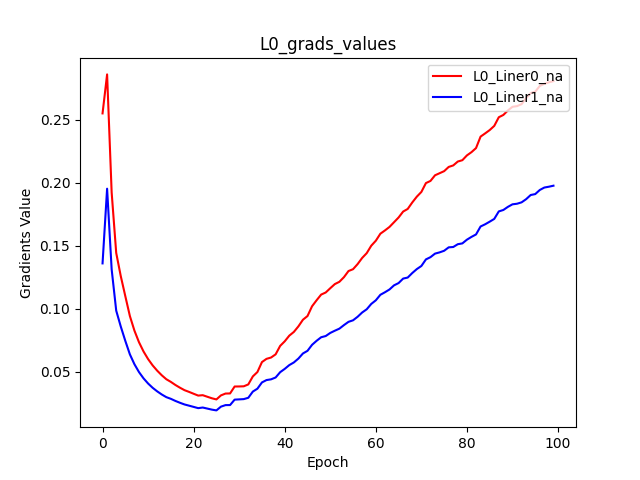 L0_grads_values
L0_Liner0_na
L0_Liner1_na
Gradients Value
0.25
0.20
0.15
0.10
0.05
0 20 40 60 80 100
Epoch